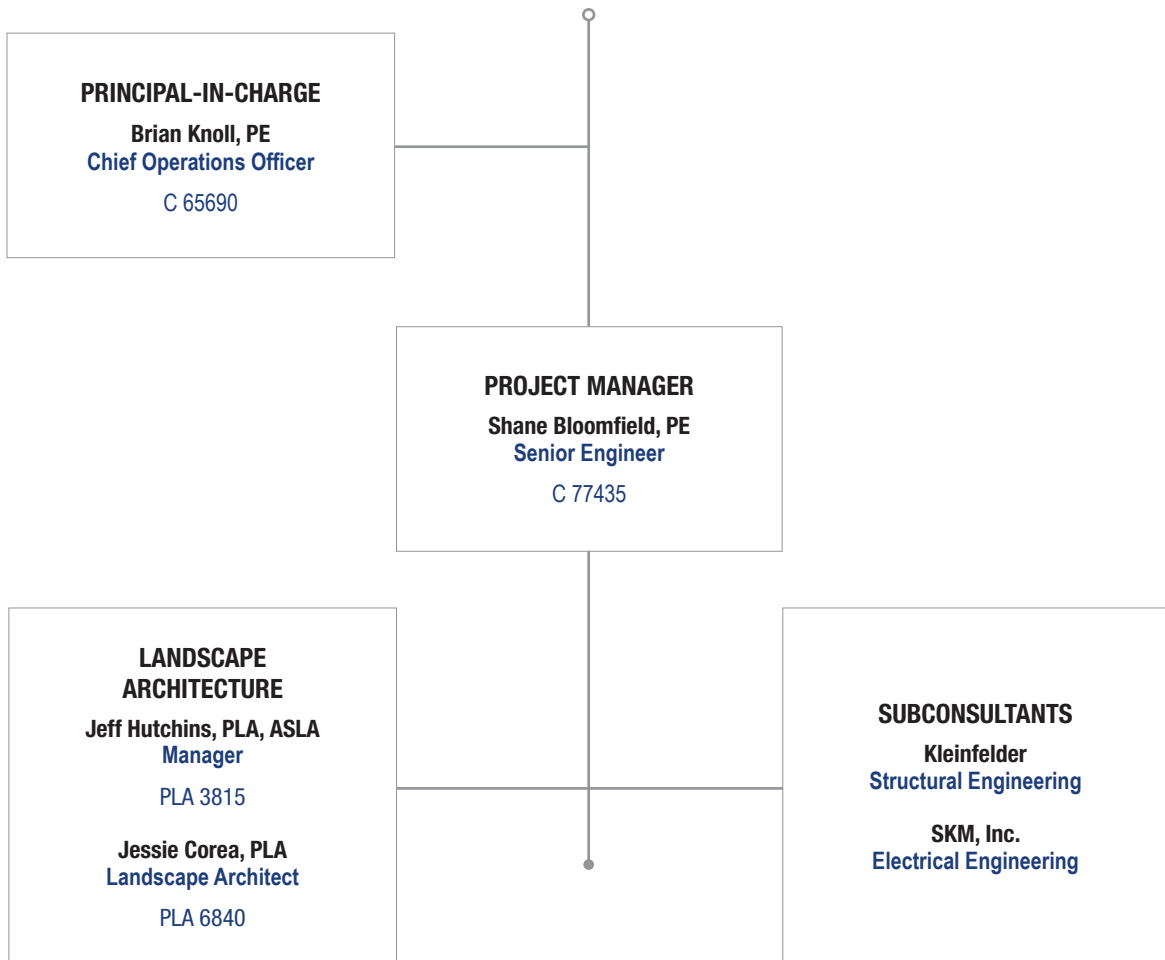 PRINCIPAL-IN-CHARGE
Brian Knoll, PE
Chief Operations Officer
C 65690
PROJECT MANAGER
Shane Bloomfield, PE
Senior Engineer
C 77435
LANDSCAPE
ARCHITECTURE
Jeff Hutchins, PLA, ASLA
Manager
PLA 3815
Jessie Corea, PLA
Landscape Architect
PLA 6840
SUBCONSULTANTS
Kleinfelder
Structural Engineering
SKM, Inc.
Electrical Engineering